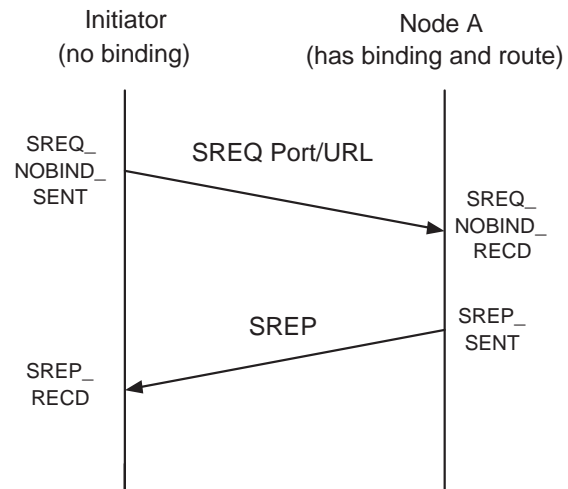 Initiator
(no binding)
Node A
(has binding and route)
SREQ_
NOBIND_
SENT
SREQ Port/URL
SREQ_
NOBIND_
RECD
SREP
SREP_
SENT
SREP_
RECD